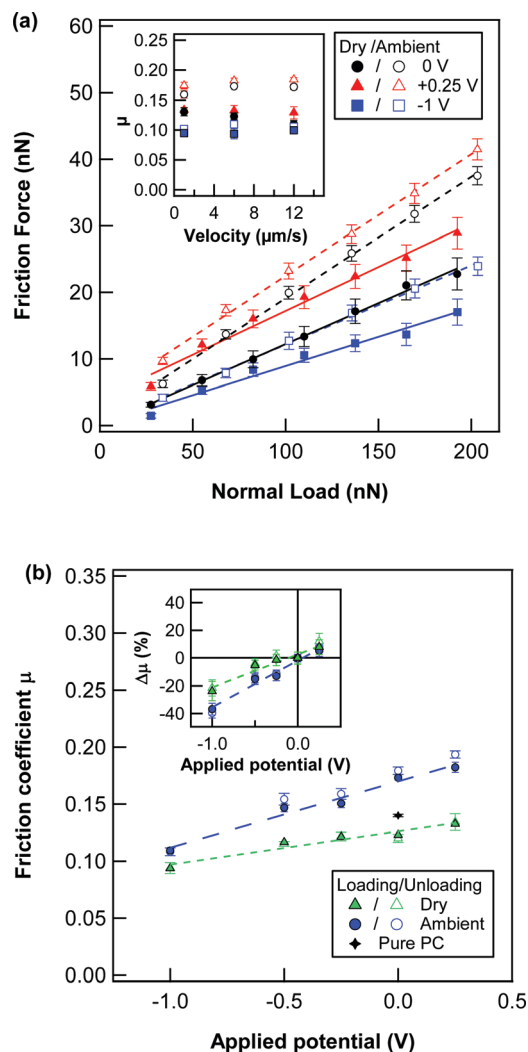 (a)
μ
0.25
0.20
0.15
0.10
0.05
0.00
0
4
8
12
Velocity (μm/s)
Dry /Ambient
/ 0 V
/ +0.25 V
/ -1 V
60
50
40
30
20
10
0
Friction Force (nN)
0
50
100
150
200
Normal Load (nN)
(b)
0.35
0.30
0.25
0.20
0.15
0.10
0.05
0.00
Friction coefficient μ
Δμ (%)
40
20
0
-20
-40
-1.0
0.0
Applied potential (V)
Loading/Unloading
/ Dry
/ Ambient
Pure PC
-1.0
-0.5
0.0
0.5
Applied potential (V)